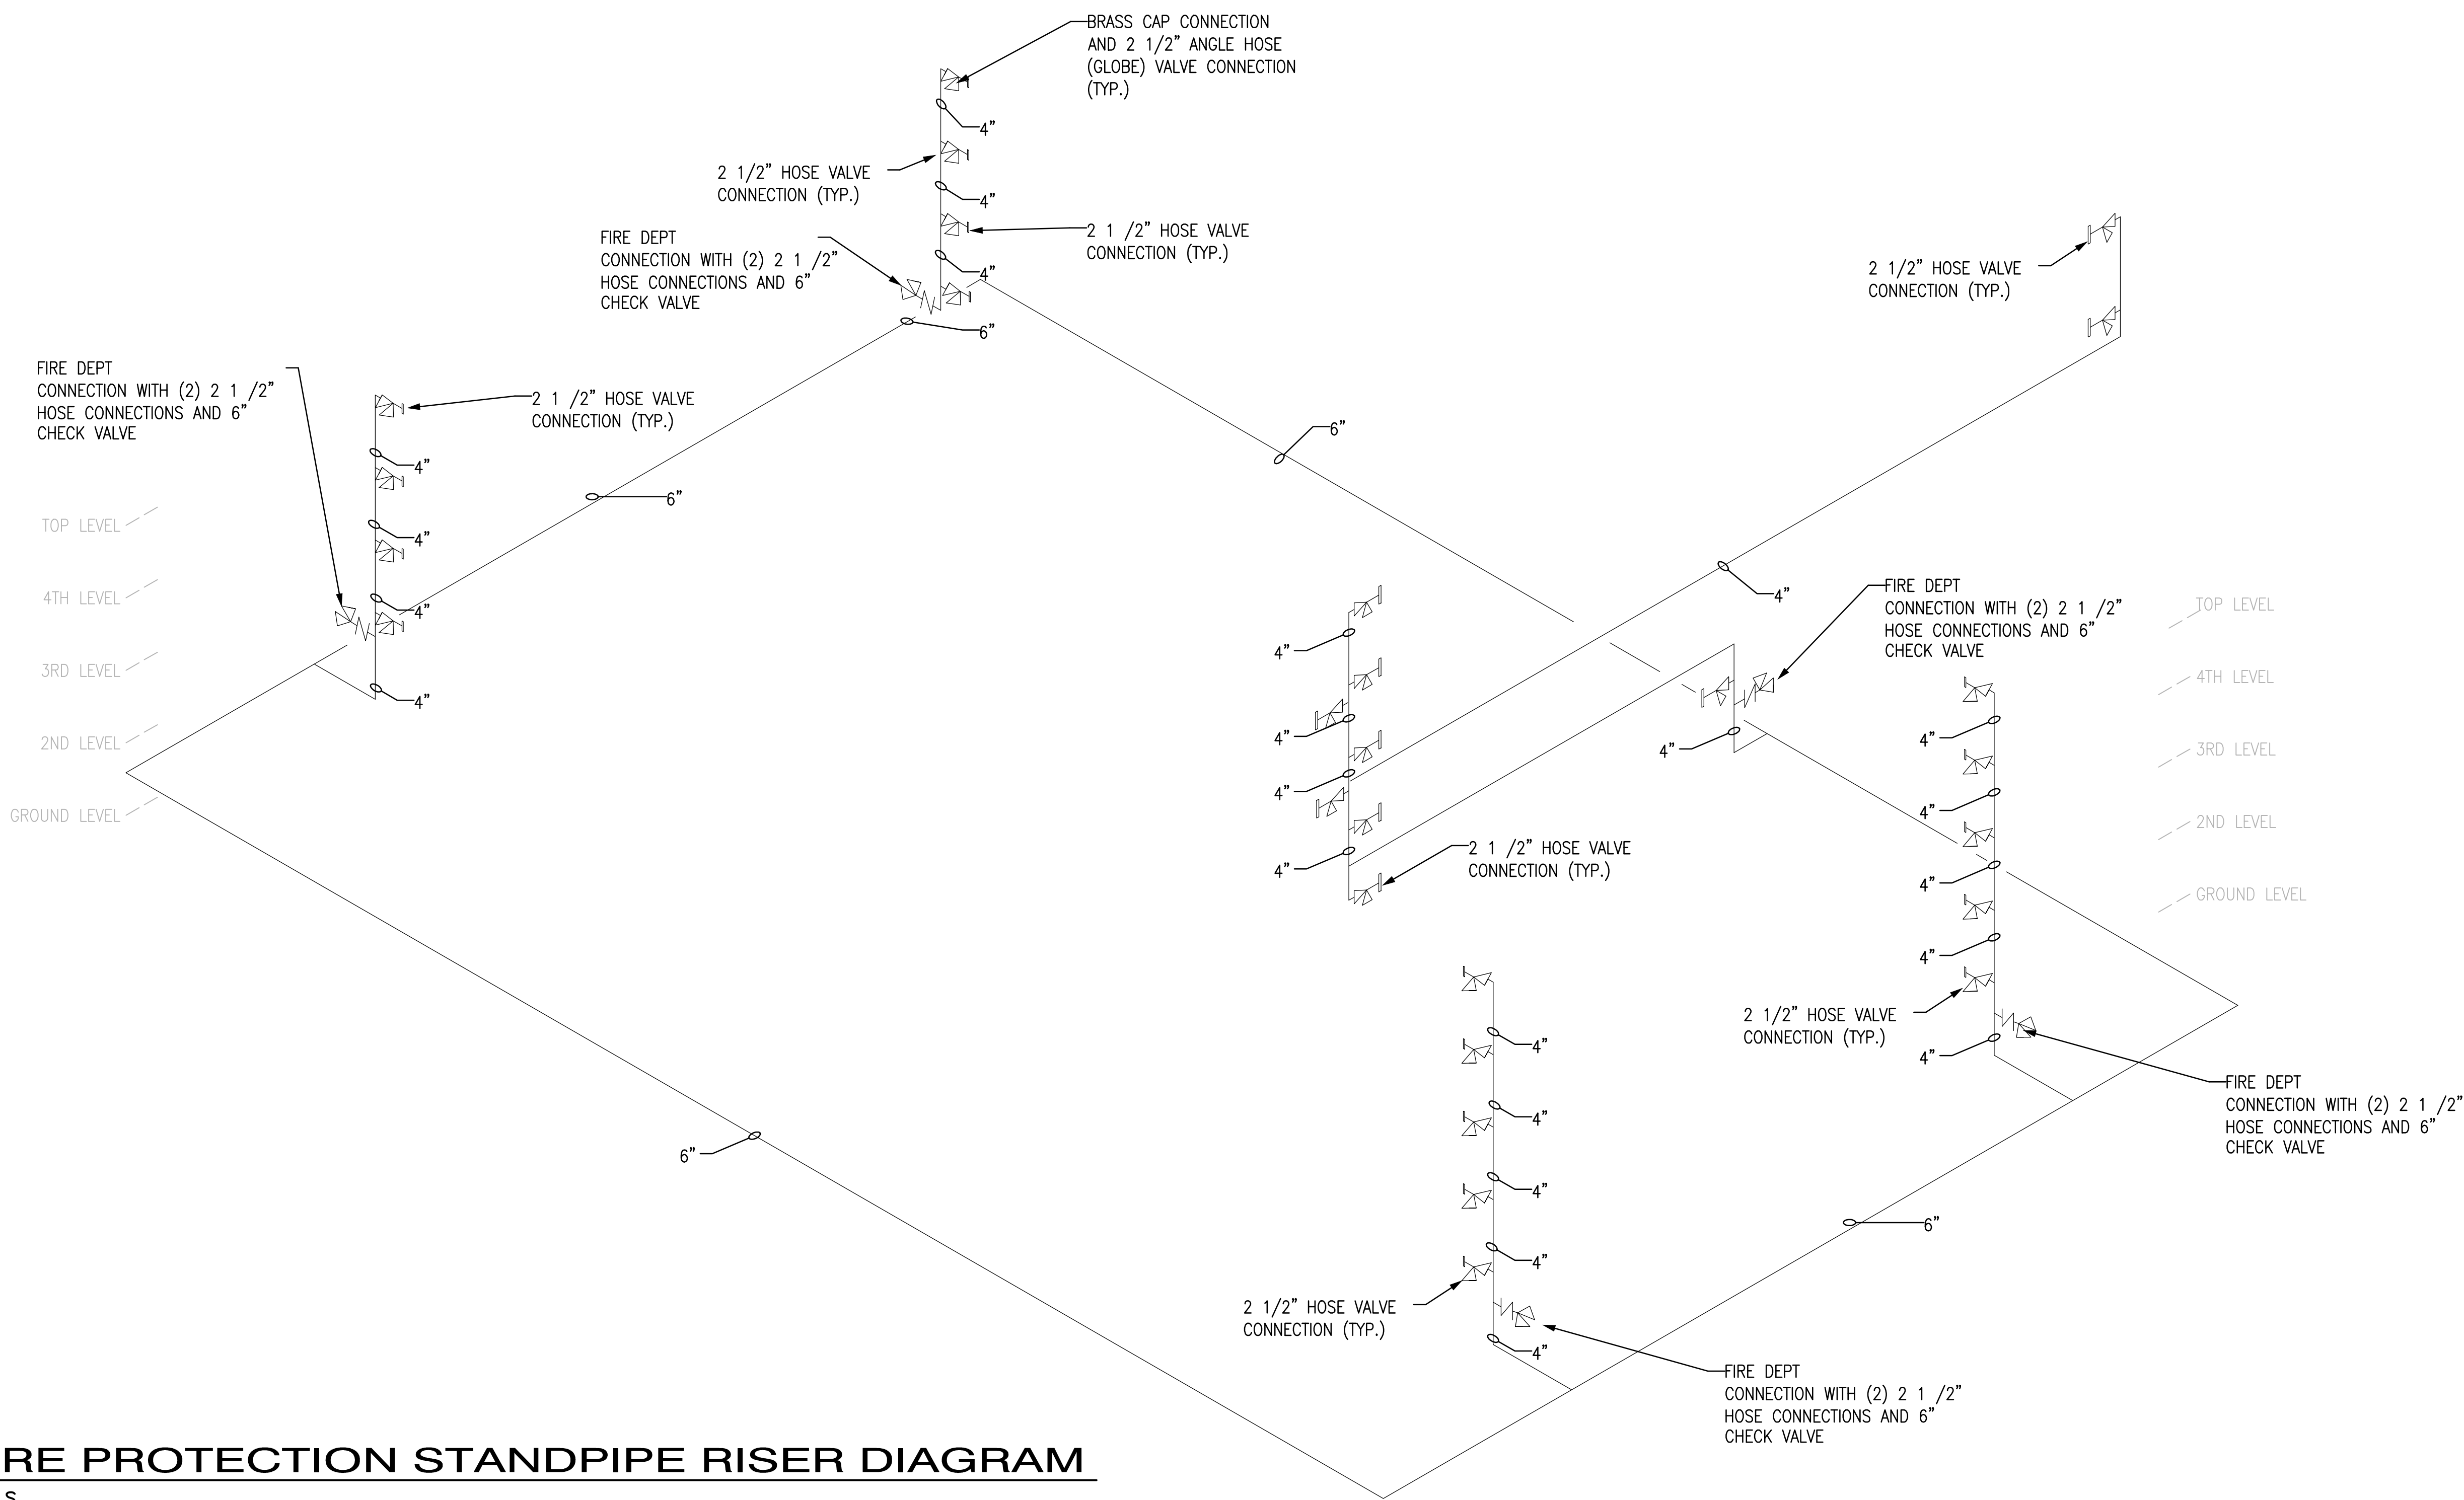 BRASS CAP CONNECTION
AND 2 1/2" ANGLE HOSE
(GLOBE) VALVE CONNECTION
(TYP.)
4"
2 1/2" HOSE VALVE
CONNECTION (TYP.)
4"
2 1 /2" HOSE VALVE
CONNECTION (TYP.)
FIRE DEPT
CONNECTION WITH (2) 2 1 /2"
HOSE CONNECTIONS AND 6"
CHECK VALVE
4"
6"
2 1/2" HOSE VALVE
CONNECTION (TYP.)
FIRE DEPT
CONNECTION WITH (2) 2 1 /2"
HOSE CONNECTIONS AND 6"
CHECK VALVE
2 1 /2" HOSE VALVE
CONNECTION (TYP.)
6"
4"
6"
4"
4"
4"
TOP LEVEL
4TH LEVEL
3RD LEVEL
2ND LEVEL
GROUND LEVEL
4"
FIRE DEPT
CONNECTION WITH (2) 2 1 /2"
HOSE CONNECTIONS AND 6"
CHECK VALVE
TOP LEVEL
4TH LEVEL
3RD LEVEL
2ND LEVEL
GROUND LEVEL
4"
4"
4"
4"
4"
2 1 /2" HOSE VALVE
CONNECTION (TYP.)
4"
4"
4"
4"
4"
2 1/2" HOSE VALVE
CONNECTION (TYP.)
FIRE DEPT
CONNECTION WITH (2) 2 1 /2"
HOSE CONNECTIONS AND 6"
CHECK VALVE
4"
4"
4"
4"
4"
6"
6"
2 1/2" HOSE VALVE
CONNECTION (TYP.)
FIRE DEPT
CONNECTION WITH (2) 2 1 /2"
HOSE CONNECTIONS AND 6"
CHECK VALVE
RE PROTECTION STANDPIPE RISER DIAGRAM
S